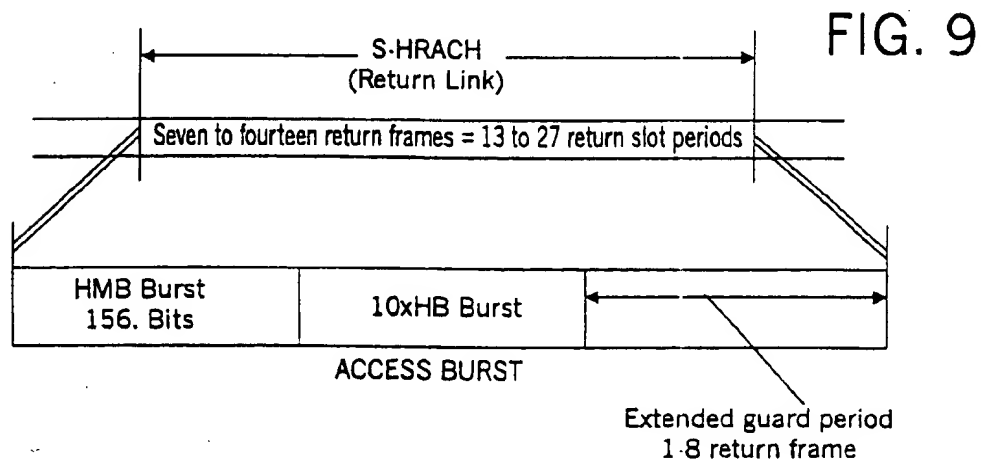 FIG. 9
S-HRACH
(Return Link)
Seven to fourteen return frames = 13 to 27 return slot periods
HMB Burst
156. Bits
10xHB Burst
ACCESS BURST
Extended guard period
1-8 return frame